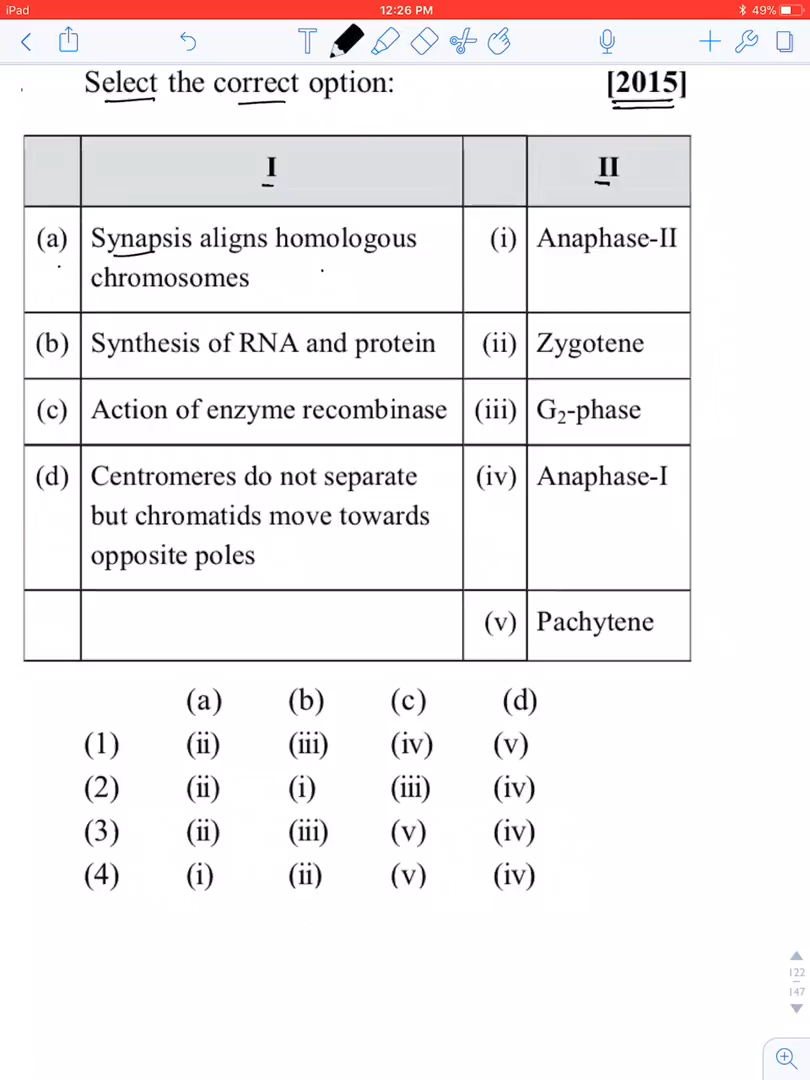 iPad 12:26 PM 49%
T
Select the correct option: [2015]
I II
(a) Synapsis aligns homologous (i) Anaphase-II
chromosomes
(b) Synthesis of RNA and protein (ii) Zygotene
(c) Action of enzyme recombinase (iii) G₂-phase
(d) Centromeres do not separate (iv) Anaphase-I
but chromatids move towards
opposite poles
(v) Pachytene
(a) (b) (c) (d)
(1) (ii) (iii) (iv) (v)
(2) (ii) (i) (iii) (iv)
(3) (ii) (iii) (v) (iv)
(4) (i) (ii) (v) (iv)
122
147